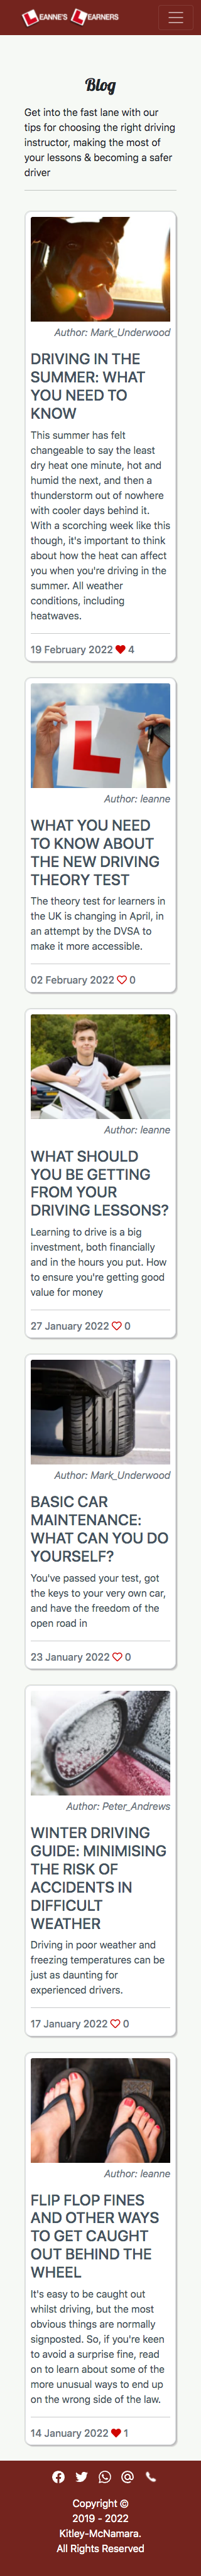 EANNE'S EARNERS
Blog
Get into the fast lane with our
tips for choosing the right driving
instructor, making the most of
your lessons & becoming a safer
driver
Author: Mark_Underwood
DRIVING IN THE
SUMMER: WHAT
YOU NEED TO
KNOW
This summer has felt
changeable to say the least
dry heat one minute, hot and
humid the next, and then a
thunderstorm out of nowhere
with cooler days behind it.
With a scorching week like this
though, it's important to think
about how the heat can affect
you when you're driving in the
summer. All weather
conditions, including
heatwaves.
19 February 2022 4
L
Author: leanne
WHAT YOU NEED
TO KNOW ABOUT
THE NEW DRIVING
THEORY TEST
The theory test for learners in
the UK is changing in April, in
an attempt by the DVSA to
make it more accessible.
02 February 2022 0
Author: leanne
WHAT SHOULD
YOU BE GETTING
FROM YOUR
DRIVING LESSONS?
Learning to drive is a big
investment, both financially
and in the hours you put. How
to ensure you're getting good
value for money
27 January 2022 0
Author: Mark_Underwood
BASIC CAR
MAINTENANCE:
WHAT CAN YOU DO
YOURSELF?
You've passed your test, got
the keys to your very own car,
and have the freedom of the
open road in
23 January 2022 0
Author: Peter_Andrews
WINTER DRIVING
GUIDE: MINIMISING
THE RISK OF
ACCIDENTS IN
DIFFICULT
WEATHER
Driving in poor weather and
freezing temperatures can be
just as daunting for
experienced drivers.
17 January 2022 0
Author: leanne
FLIP FLOP FINES
AND OTHER WAYS
TO GET CAUGHT
OUT BEHIND THE
WHEEL
It's easy to be caught out
whilst driving, but the most
obvious things are normally
signposted. So, if you're keen
to avoid a surprise fine, read
on to learn about some of the
more unusual ways to end up
on the wrong side of the law.
14 January 2022 1
Copyright ©
2019 - 2022
Kitley-McNamara.
All Rights Reserved